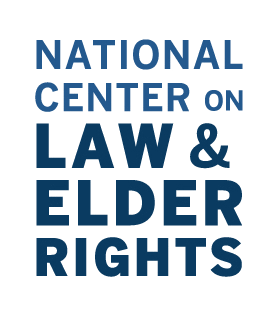 NATIONAL
CENTER ON
LAW &
ELDER
RIGHTS